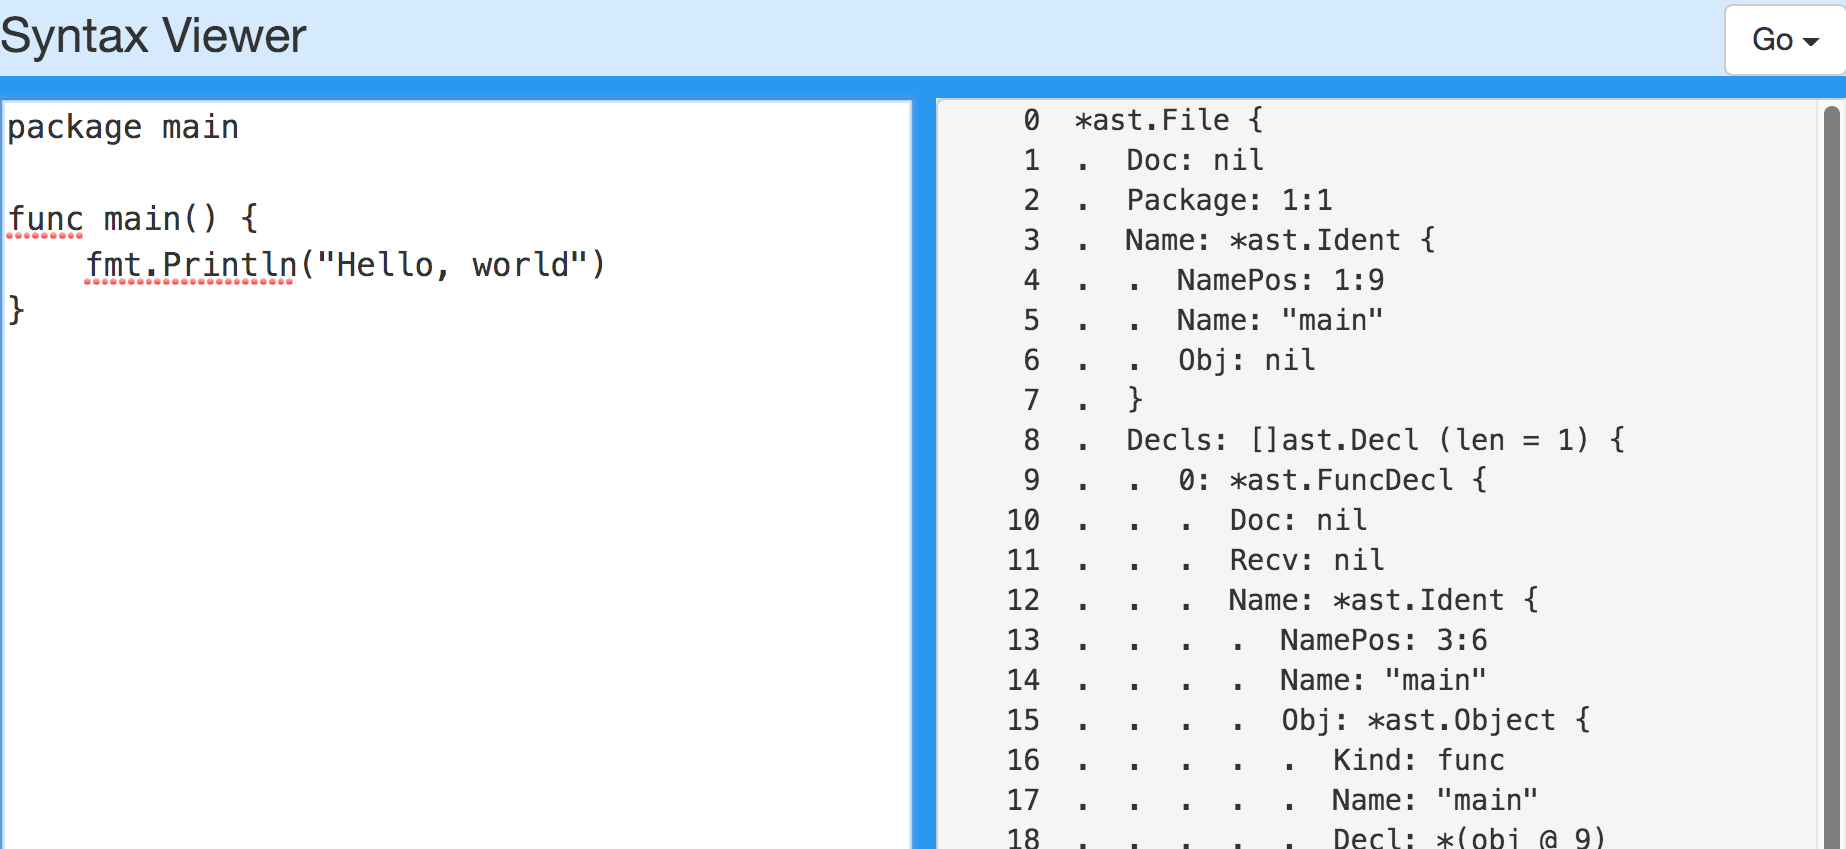 Syntax Viewer
Go
package main
func main() {
    fmt.Println("Hello, world")
}
0  *ast.File {
1  .  Doc: nil
2  .  Package: 1:1
3  .  Name: *ast.Ident {
4  .  .  NamePos: 1:9
5  .  .  Name: "main"
6  .  .  Obj: nil
7  .  }
8  .  Decls: []ast.Decl (len = 1) {
9  .  .  0: *ast.FuncDecl {
10  .  .  .  Doc: nil
11  .  .  .  Recv: nil
12  .  .  .  Name: *ast.Ident {
13  .  .  .  .  NamePos: 3:6
14  .  .  .  .  Name: "main"
15  .  .  .  .  Obj: *ast.Object {
16  .  .  .  .  .  Kind: func
17  .  .  .  .  .  Name: "main"
18  .  .  .  .  .  Decl: *(obj @ 9)